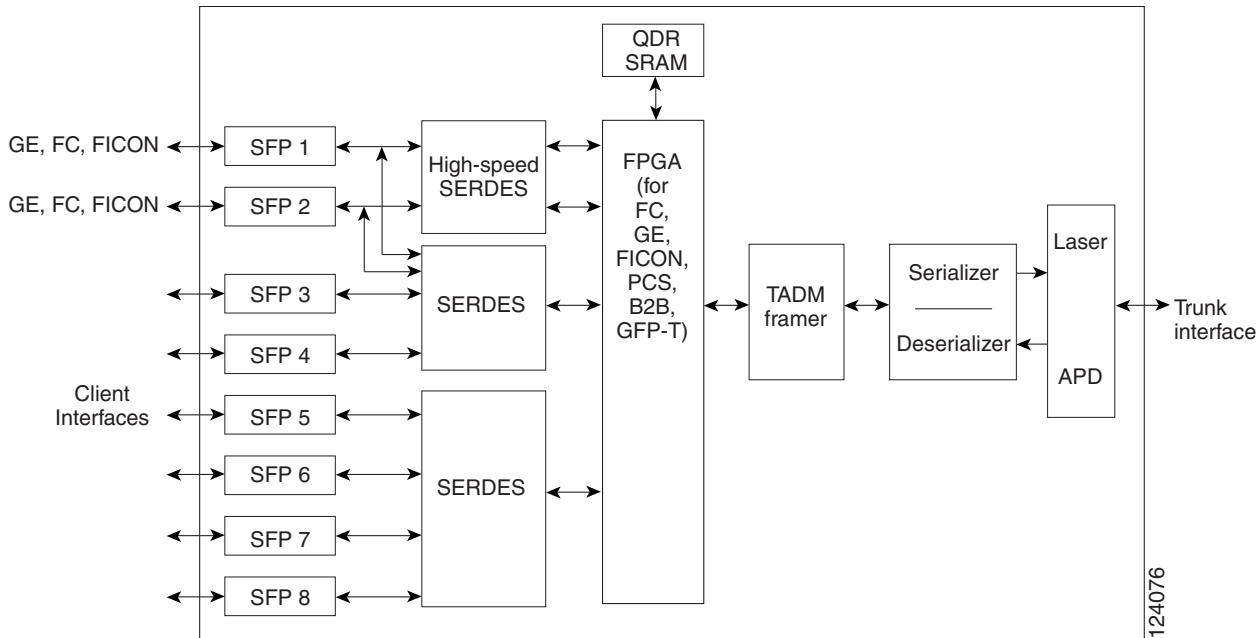 QDR
SRAM
GE, FC, FICON
SFP 1
GE, FC, FICON
SFP 2
High-speed
SERDES
FPGA
(for
FC,
GE,
FICON,
PCS,
B2B,
GFP-T)
SFP 3
SFP 4
SERDES
TADM
framer
Serializer
Deserializer
Laser
APD
Trunk
interface
Client
Interfaces
SFP 5
SFP 6
SFP 7
SFP 8
SERDES
124076